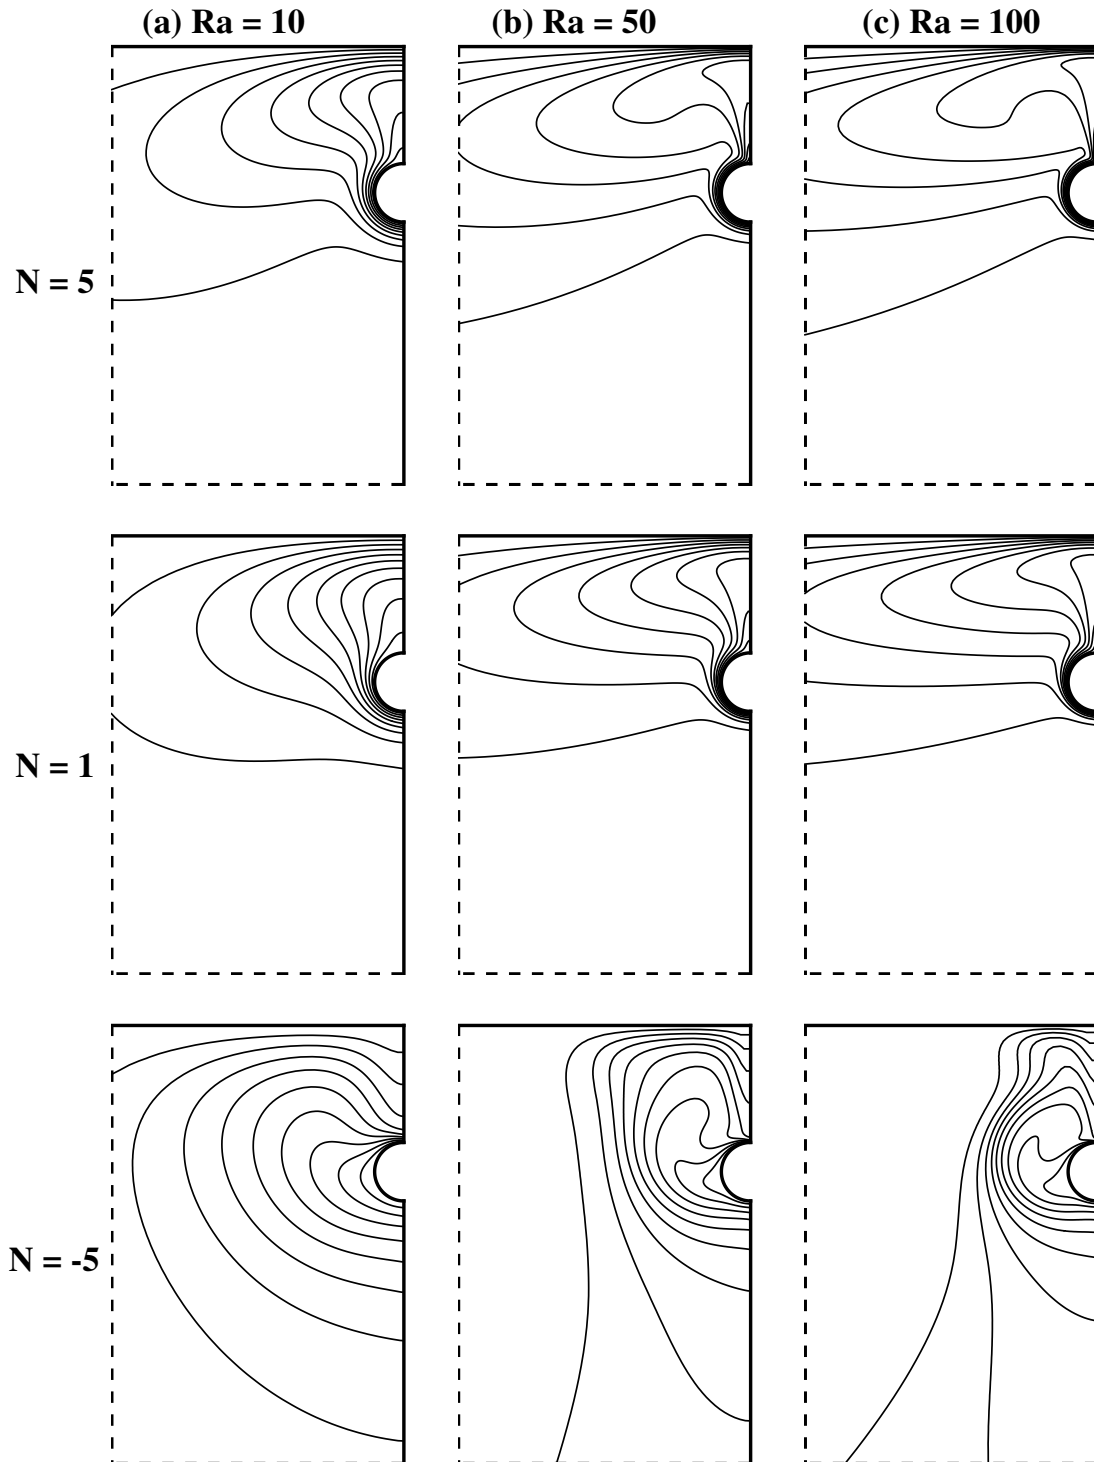 (a) Ra = 10
(b) Ra = 50
(c) Ra = 100
N = 5
N = 1
N = -5